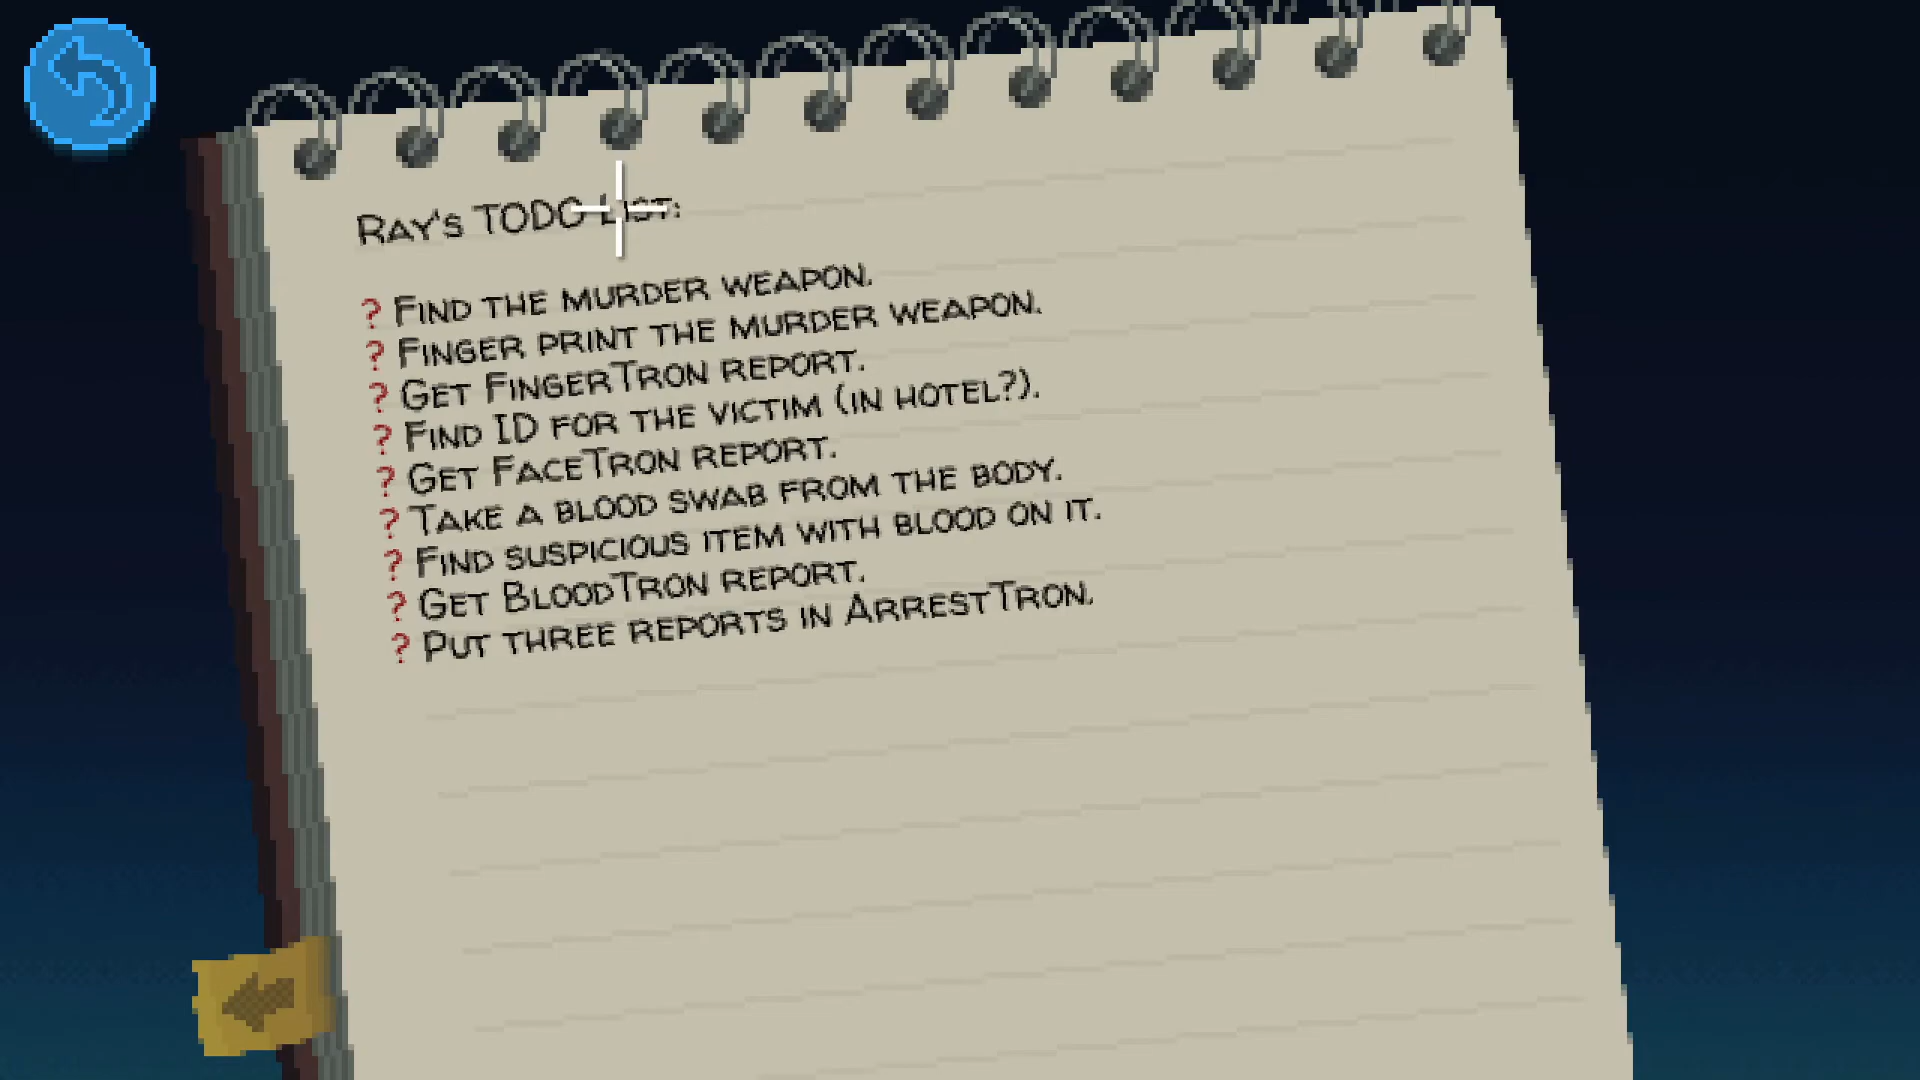 Ray's TODO List:
? Find the murder weapon.
? Finger print the murder weapon.
? Get FingerTron report.
? Find ID for the victim (in hotel?).
? Get FaceTron report.
? Take a blood swab from the body.
? Find suspicious item with blood on it.
? Get BloodTron report.
? Put three reports in ArrestTron.